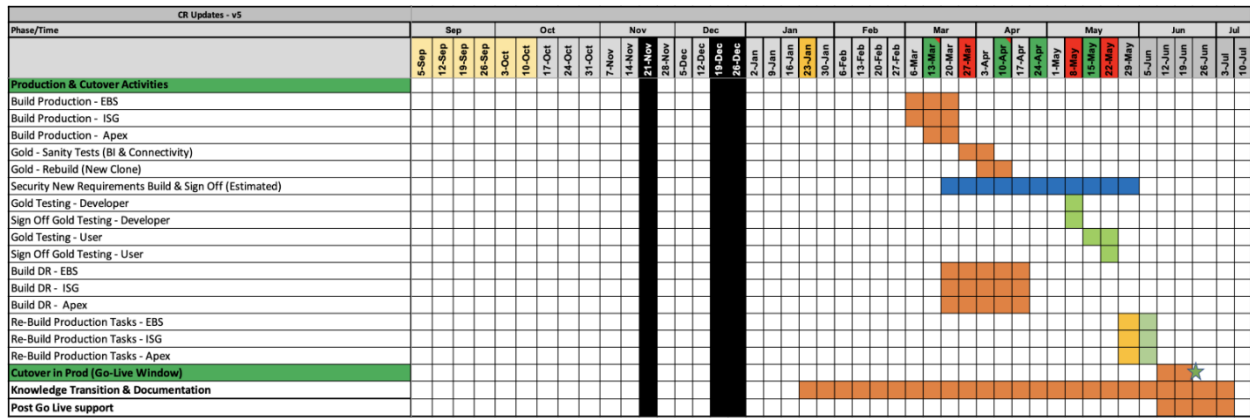 CR Updates - v5
Phase/Time Sep Oct Nov Dec Jan Feb Mar Apr May Jun Jul
5-Sep 12-Sep 19-Sep 26-Sep 3-Oct 10-Oct 17-Oct 24-Oct 31-Oct 7-Nov 14-Nov 21-Nov 28-Nov 5-Dec 12-Dec 19-Dec 26-Dec 2-Jan 9-Jan 16-Jan 23-Jan 30-Jan 6-Feb 13-Feb 20-Feb 27-Feb 6-Mar 13-Mar 20-Mar 27-Mar 3-Apr 10-Apr 17-Apr 24-Apr 1-May 8-May 15-May 22-May 29-May 5-Jun 12-Jun 19-Jun 26-Jun 3-Jul 10-Jul
Production & Cutover Activities
Build Production - EBS
Build Production - ISG
Build Production - Apex
Gold - Sanity Tests (BI & Connectivity)
Gold - Rebuild (New Clone)
Security New Requirements Build & Sign Off (Estimated)
Gold Testing - Developer
Sign Off Gold Testing - Developer
Gold Testing - User
Sign Off Gold Testing - User
Build DR - EBS
Build DR - ISG
Build DR - Apex
Re-Build Production Tasks - EBS
Re-Build Production Tasks - ISG
Re-Build Production Tasks - Apex
Cutover in Prod (Go-Live Window)
Knowledge Transition & Documentation
Post Go Live support